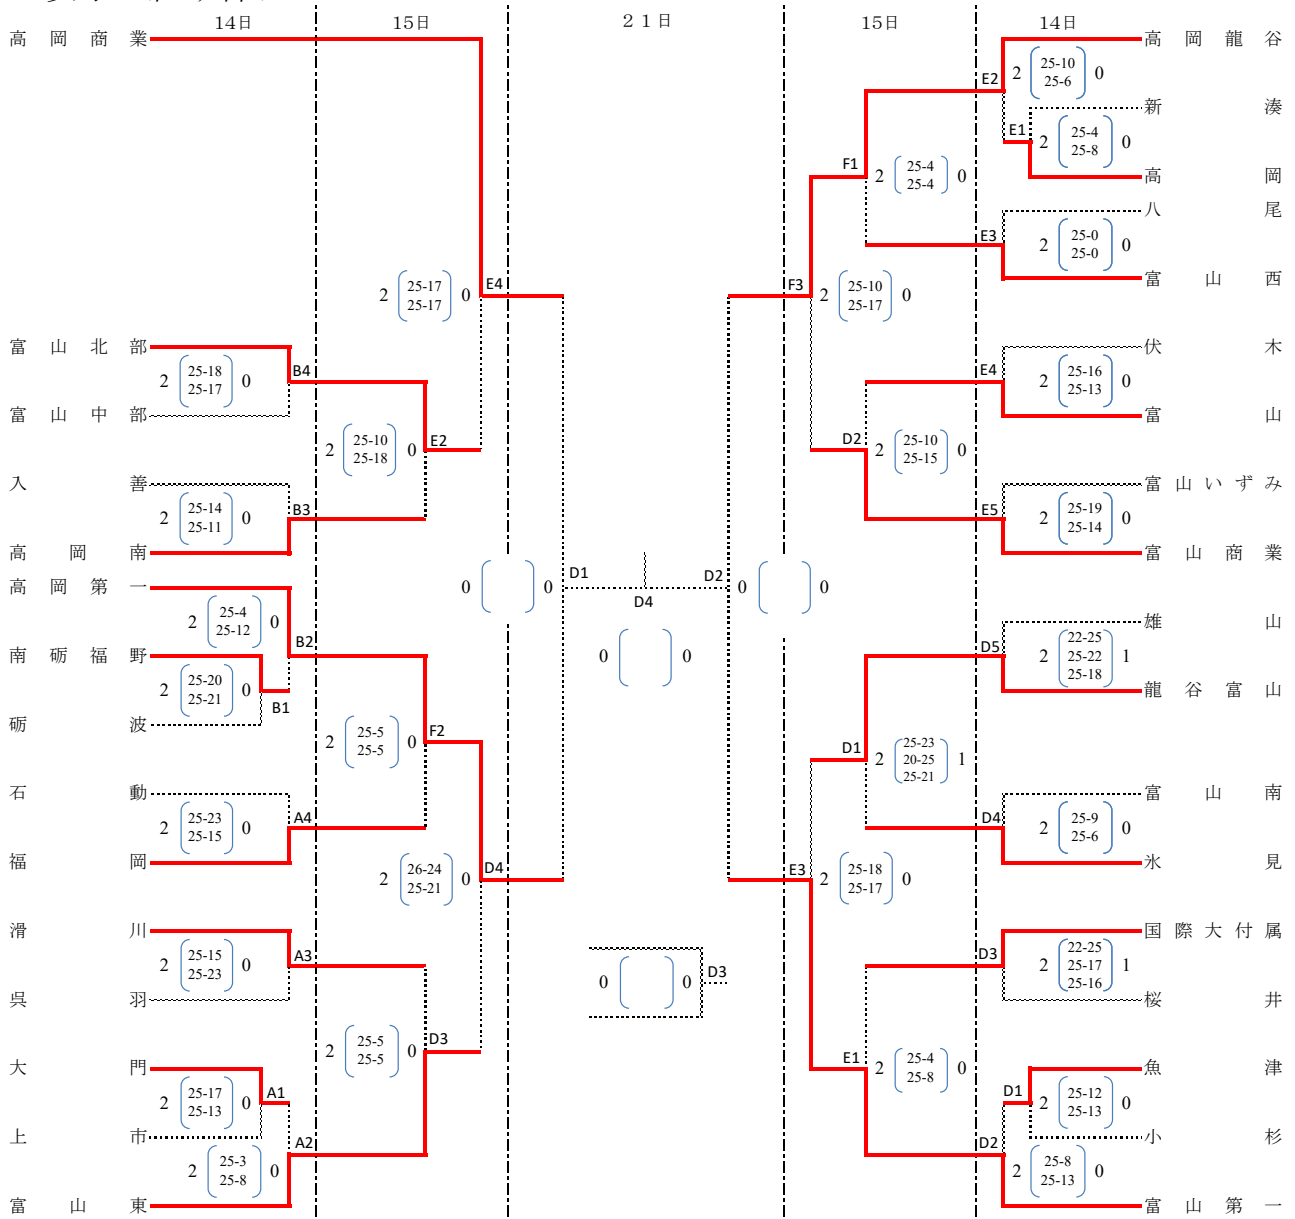 14日 15日 21日 15日 14日
高岡商業
高岡龍谷
E2
2 25-10 0
25-6
新湊
E1
2 25-4 0
25-8
高岡
F1
2 25-4 0
25-4
八尾
E3
2 25-0 0
25-0
富山西
2 25-17 0
25-17
E4
F3
2 25-10 0
25-17
富山北部
2 25-18 0
25-17
B4
富山中部
伏木
E4
2 25-16 0
25-13
富山
2 25-10 0
25-18
E2
D2
2 25-10 0
25-15
入善
2 25-14 0
25-11
B3
高岡南
富山いずみ
E5
2 25-19 0
25-14
富山商業
0 0
D1
D4
0 0
D2
0 0
高岡第一
2 25-4 0
25-12
B2
南砺福野
2 25-20 0
25-21
B1
砺波
雄山
D5
2 22-25 1
25-22
25-18
龍谷富山
2 25-5 0
25-5
F2
D1
2 25-23 1
20-25
25-21
石動
2 25-23 0
25-15
A4
福岡
富山南
D4
2 25-9 0
25-6
氷見
2 26-24 0
25-21
D4
E3
2 25-18 0
25-17
滑川
2 25-15 0
25-23
A3
呉羽
0 0
D3
国際大付属
D3
2 22-25 1
25-17
25-16
桜井
2 25-5 0
25-5
D3
E1
2 25-4 0
25-8
大門
2 25-17 0
25-13
A1
上市
A2
2 25-3 0
25-8
富山東
魚津
D1
2 25-12 0
25-13
小杉
D2
2 25-8 0
25-13
富山第一